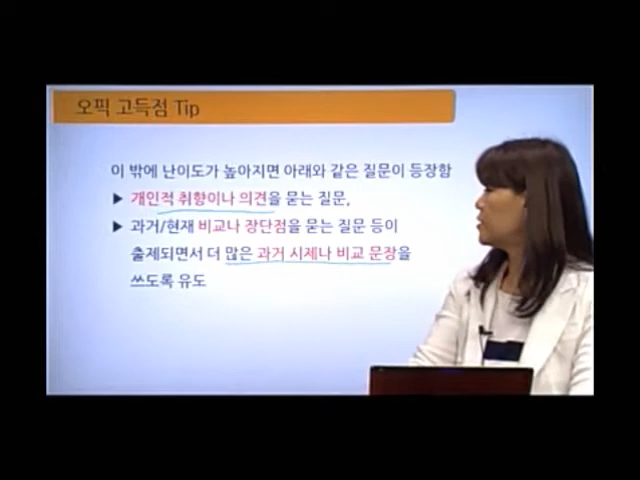 오픽 고득점 Tip
이 밖에 난이도가 높아지면 아래와 같은 질문이 등장함
▶ 개인적 취향이나 의견을 묻는 질문,
▶ 과거/현재 비교나 장단점을 묻는 질문 등이
출제되면서 더 많은 과거 시제나 비교 문장을
쓰도록 유도